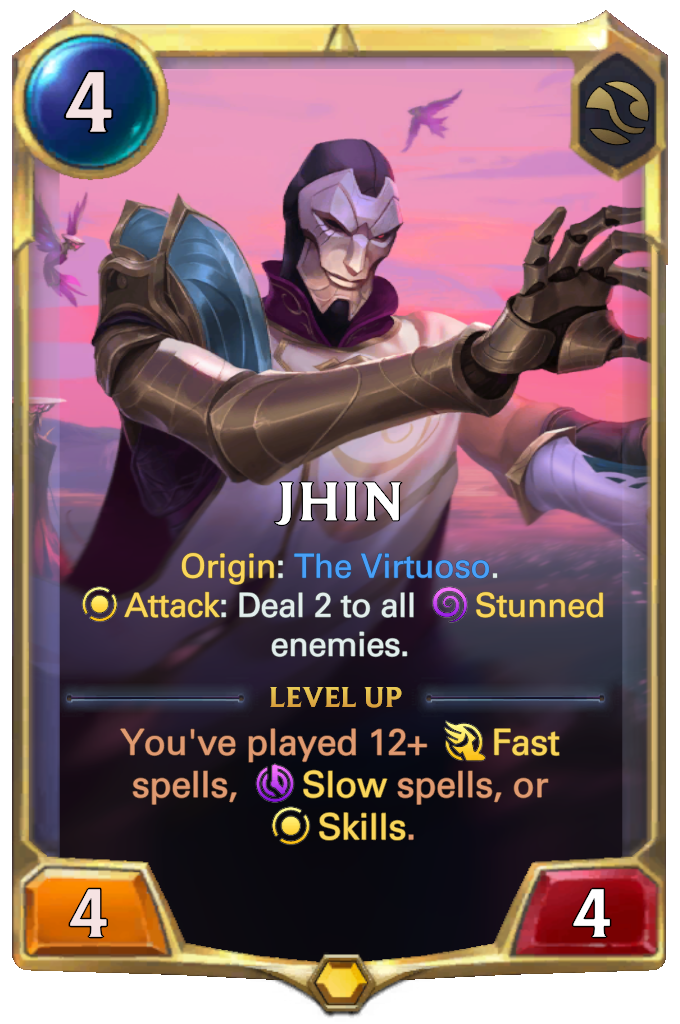 4
JHIN
Origin: The Virtuoso.
Attack: Deal 2 to all Stunned
enemies.
LEVEL UP
You've played 12+ Fast
spells, Slow spells, or
Skills.
4 4